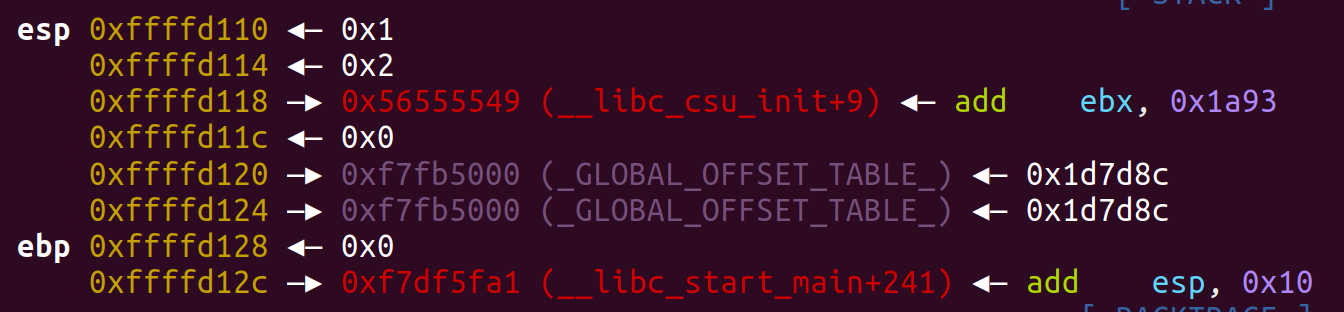 [ STACK ]
esp 0xffffd110 ◄— 0x1
0xffffd114 ◄— 0x2
0xffffd118 —► 0x56555549 (__libc_csu_init+9) ◄— add ebx, 0x1a93
0xffffd11c ◄— 0x0
0xffffd120 —► 0xf7fb5000 (_GLOBAL_OFFSET_TABLE_) ◄— 0x1d7d8c
0xffffd124 —► 0xf7fb5000 (_GLOBAL_OFFSET_TABLE_) ◄— 0x1d7d8c
ebp 0xffffd128 ◄— 0x0
0xffffd12c —► 0xf7df5fa1 (__libc_start_main+241) ◄— add esp, 0x10
[ BACKTRACE ]